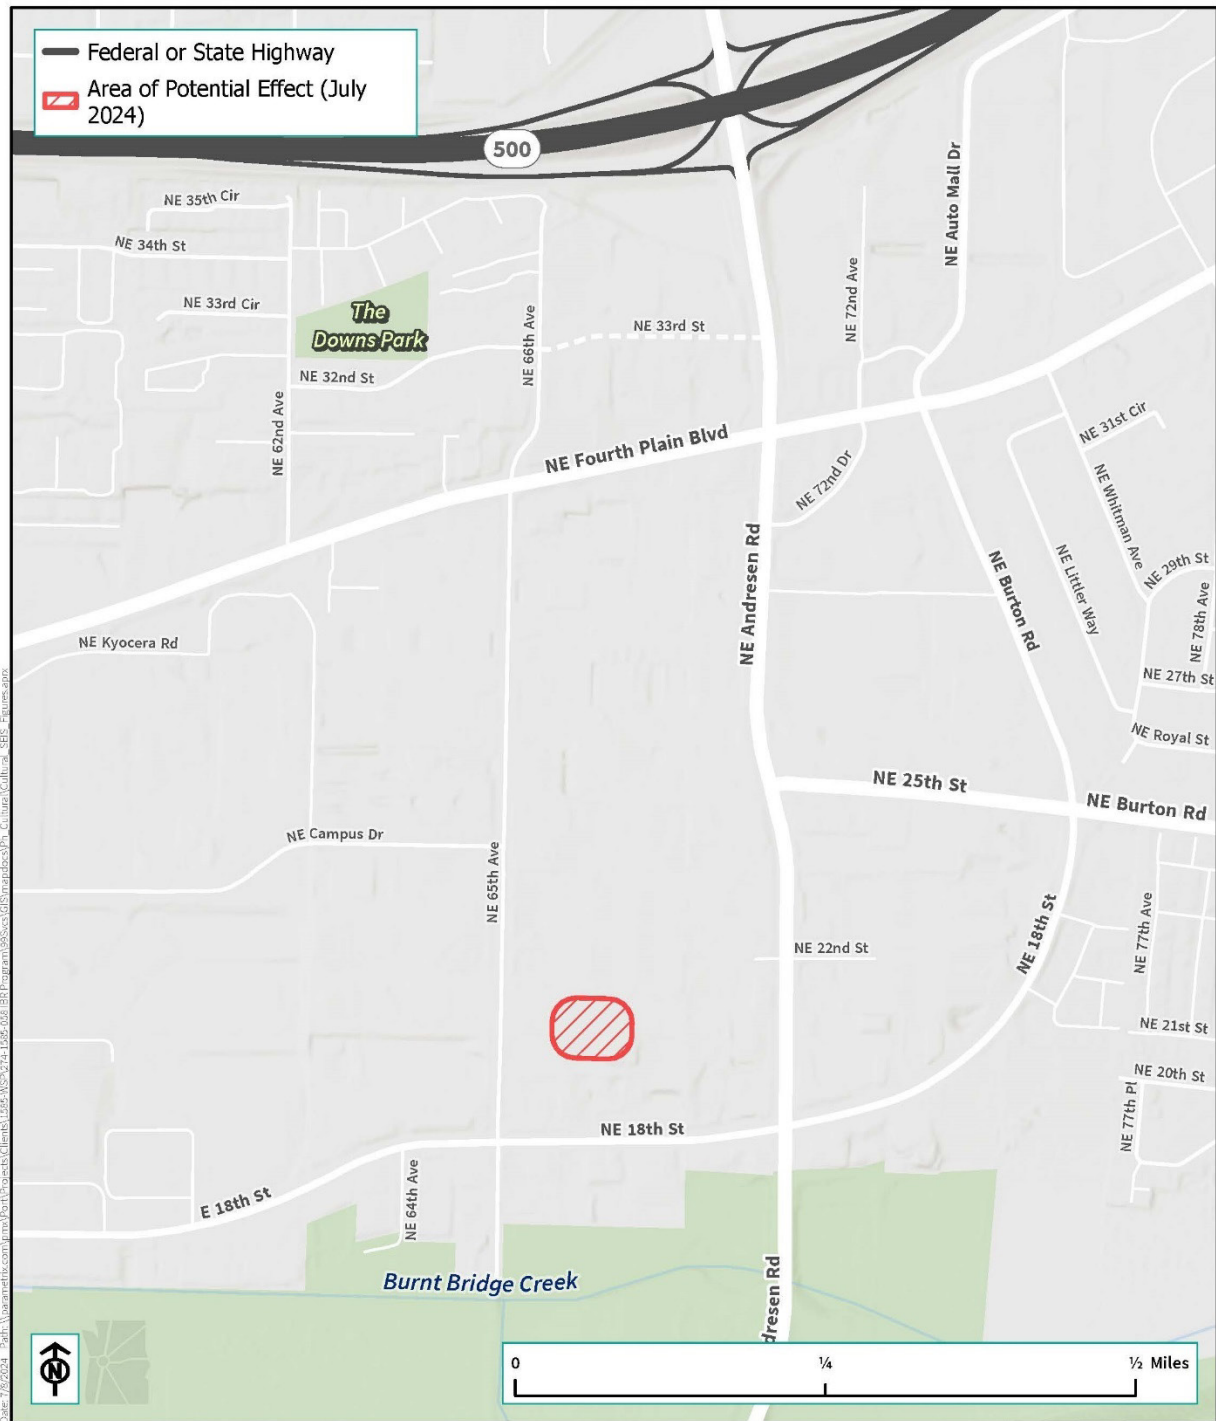 Federal or State Highway
Area of Potential Effect (July
2024)
500
NE 35th Cir
NE 34th St
NE 33rd Cir
The
Downs Park
NE 32nd St
NE 62nd Ave
NE 66th Ave
NE 33rd St
NE 72nd Ave
NE Auto Mall Dr
NE Fourth Plain Blvd
NE 72nd Dr
NE 31st Cir
NE Whitman Ave
NE 29th St
NE 78th Ave
NE Littler Way
NE Burton Rd
NE Andresen Rd
NE Kyocera Rd
NE 27th St
NE Royal St
NE 25th St
NE Burton Rd
NE Campus Dr
NE 65th Ave
NE 22nd St
NE 18th St
NE 77th Ave
NE 21st St
NE 20th St
NE 77th Pl
NE 18th St
E 18th St
NE 64th Ave
Burnt Bridge Creek
dresen Rd
N
0 ¼ ½ Miles
Date: 7/8/2024